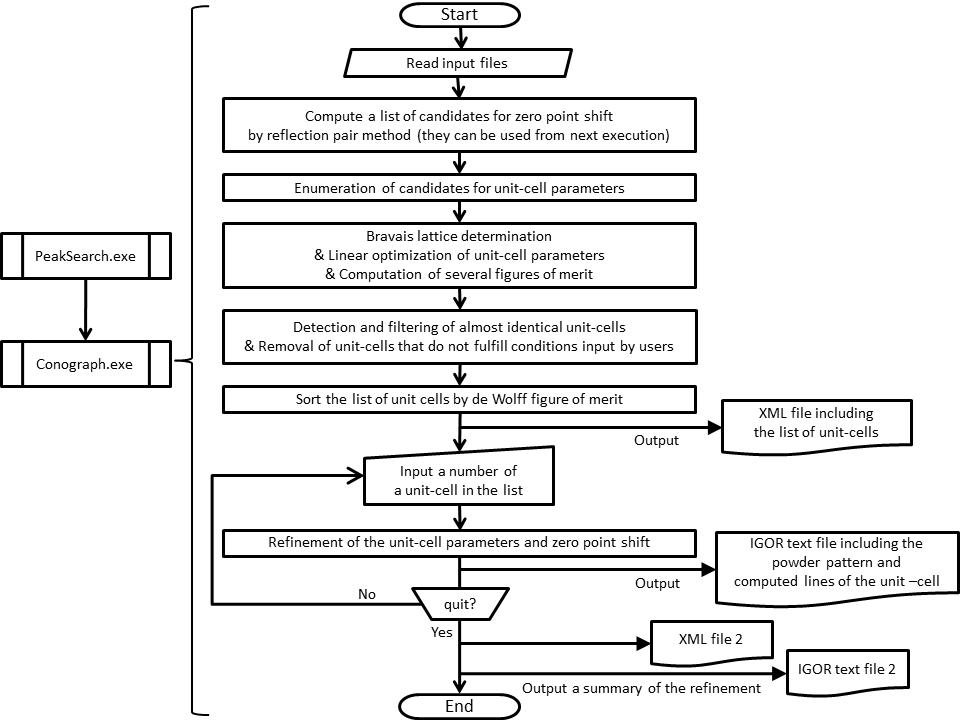 Start
Read input files
Compute a list of candidates for zero point shift
by reflection pair method (they can be used from next execution)
Enumeration of candidates for unit-cell parameters
Bravais lattice determination
& Linear optimization of unit-cell parameters
& Computation of several figures of merit
PeakSearch.exe
Detection and filtering of almost identical unit-cells
& Removal of unit-cells that do not fulfill conditions input by users
Conograph.exe
Sort the list of unit cells by de Wolff figure of merit
XML file including
the list of unit-cells
Output
Input a number of
a unit-cell in the list
Refinement of the unit-cell parameters and zero point shift
IGOR text file including the
powder pattern and
computed lines of the unit –cell
Output
No
quit?
Yes
XML file 2
IGOR text file 2
Output a summary of the refinement
End